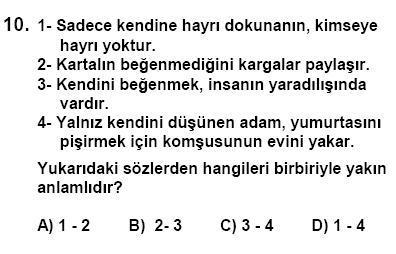 10. 1- Sadece kendine hayrı dokunanın, kimseye
hayrı yoktur.
2- Kartalın beğenmediğini kargalar paylaşır.
3- Kendini beğenmek, insanın yaradılışında
vardır.
4- Yalnız kendini düşünen adam, yumurtasını
pişirmek için komşusunun evini yakar.
Yukarıdaki sözlerden hangileri birbiriyle yakın
anlamlıdır?
A) 1 - 2 B) 2- 3 C) 3 - 4 D) 1 - 4